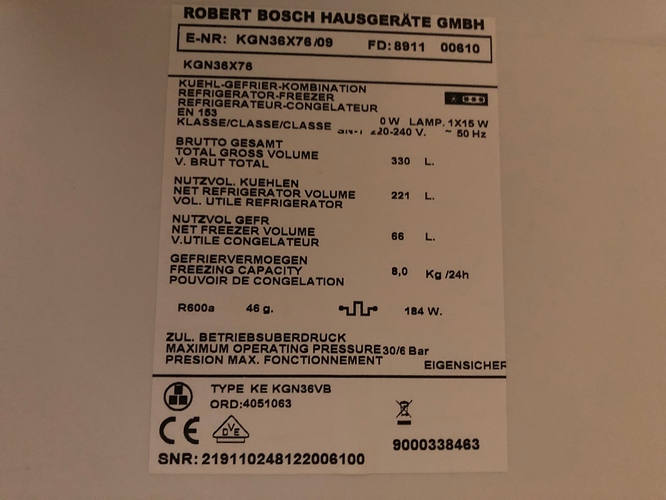 ROBERT BOSCH HAUSGERÄTE GMBH
E-NR: KGN36X76/09 FD: 8911 00610
KGN36X76
KUEHL-GEFRIER-KOMBINATION
REFRIGERATOR-FREEZER
REFRIGERATEUR-CONGELATEUR
EN 153
KLASSE/CLASSE/CLASSE 0 W LAMP. 1X15 W
SN-T 220-240 V. ~ 50 Hz
BRUTTO GESAMT
TOTAL GROSS VOLUME 330 L.
V. BRUT TOTAL
NUTZVOL. KUEHLEN
NET REFRIGERATOR VOLUME 221 L.
VOL. UTILE REFRIGERATOR
NUTZVOL GEFR
NET FREEZER VOLUME 66 L.
V.UTILE CONGELATEUR
GEFRIERVERMOEGEN
FREEZING CAPACITY 8,0 Kg /24h
POUVOIR DE CONGELATION
R600a 46 g. 184 W.
ZUL. BETRIEBSUBERDRUCK
MAXIMUM OPERATING PRESSURE 30/6 Bar
PRESION MAX. FONCTIONNEMENT EIGENSICHER
TYPE KE KGN36VB
ORD:4051063
CE DVE 9000338463
SNR: 219110248122006100